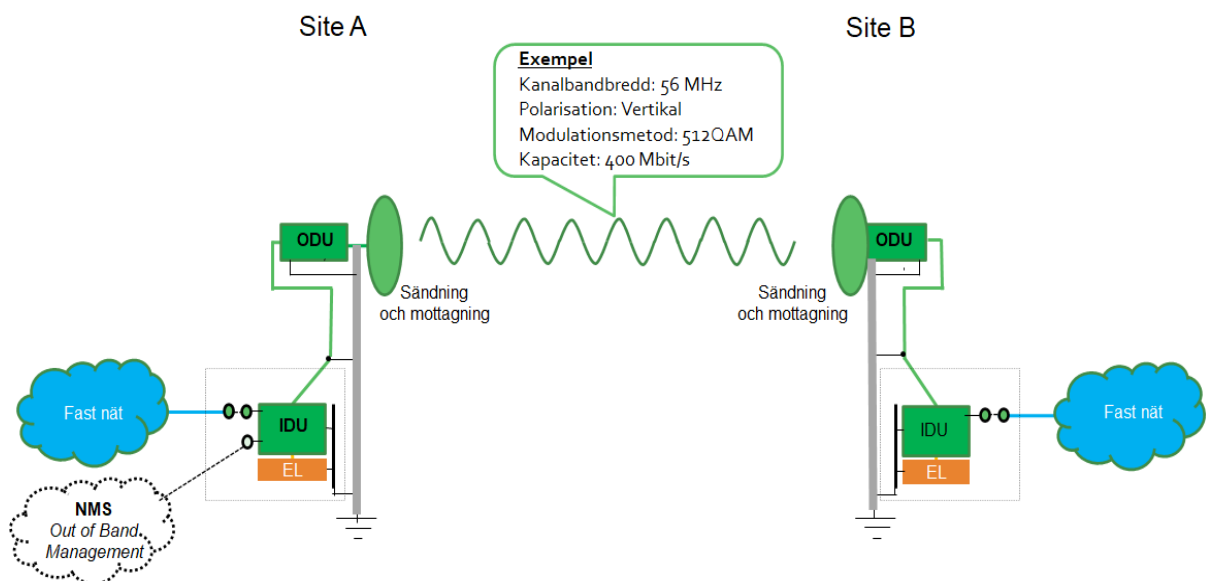 Site A
Site B
Exempel
Kanalbandbredd: 56 MHz
Polarisation: Vertikal
Modulationsmetod: 512QAM
Kapacitet: 400 Mbit/s
ODU
ODU
Sändning
och mottagning
Sändning
och mottagning
Fast nät
IDU
EL
IDU
EL
Fast nät
NMS
Out of Band.
Management